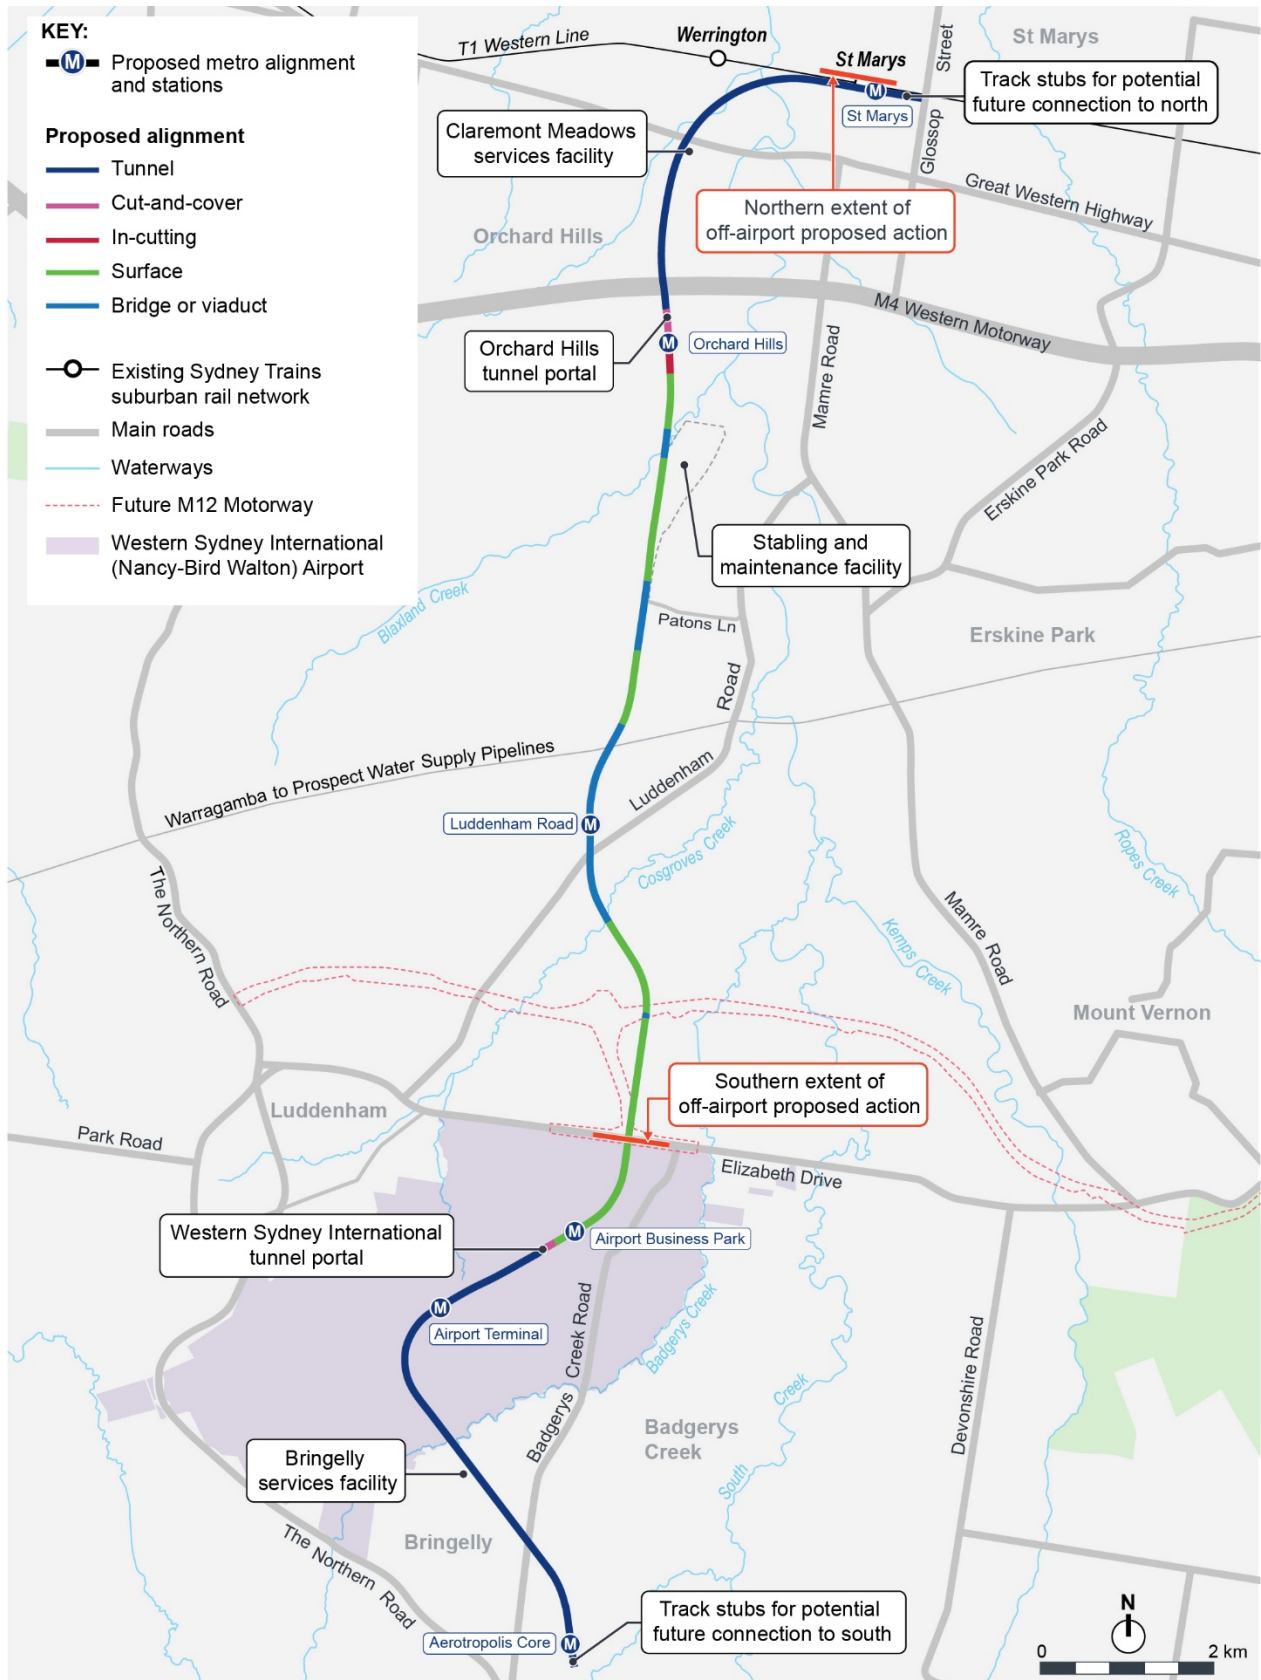 KEY:
M
Proposed metro alignment
and stations
Proposed alignment
Tunnel
Cut-and-cover
In-cutting
Surface
Bridge or viaduct
Existing Sydney Trains
suburban rail network
Main roads
Waterways
Future M12 Motorway
Western Sydney International
(Nancy-Bird Walton) Airport
T1 Western Line
Werrington
St Marys
M
St Marys
Street
Glossop
St Marys
Track stubs for potential
future connection to north
Claremont Meadows
services facility
Northern extent of
off-airport proposed action
Great Western Highway
Orchard Hills
M4 Western Motorway
Orchard Hills
tunnel portal
M
Orchard Hills
Mamre Road
Erskine Park Road
Stabling and
maintenance facility
Blaxland Creek
Patons Ln
Erskine Park
Road
Luddenham
Warragamba to Prospect Water Supply Pipelines
Luddenham Road
M
Cosgroves Creek
Ropes Creek
The Northern Road
Kemps Creek
Mamre Road
Mount Vernon
Southern extent of
off-airport proposed action
Luddenham
Park Road
Elizabeth Drive
Western Sydney International
tunnel portal
M
Airport Business Park
M
Airport Terminal
Badgerys Creek Road
Badgerys Creek
Devonshire Road
South Creek
Badgerys
Creek
Bringelly
services facility
Bringelly
The Northern Road
Aerotropolis Core
M
Track stubs for potential
future connection to south
N
0 2 km